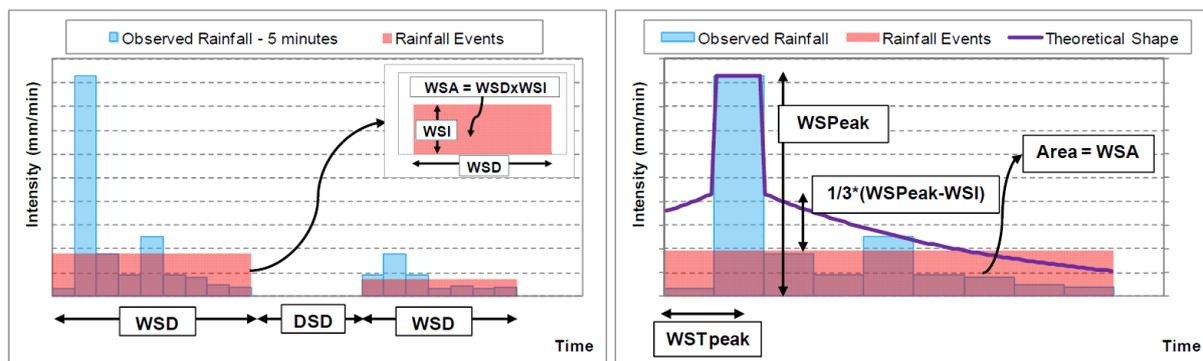 Observed Rainfall - 5 minutes
Rainfall Events
Intensity (mm/min)
WSA = WSDxWSI
WSI
WSD
WSD
DSD
WSD
Time
Observed Rainfall
Rainfall Events
Theoretical Shape
Intensity (mm/min)
WSPeak
Area = WSA
1/3*(WSPeak-WSI)
WSTpeak
Time